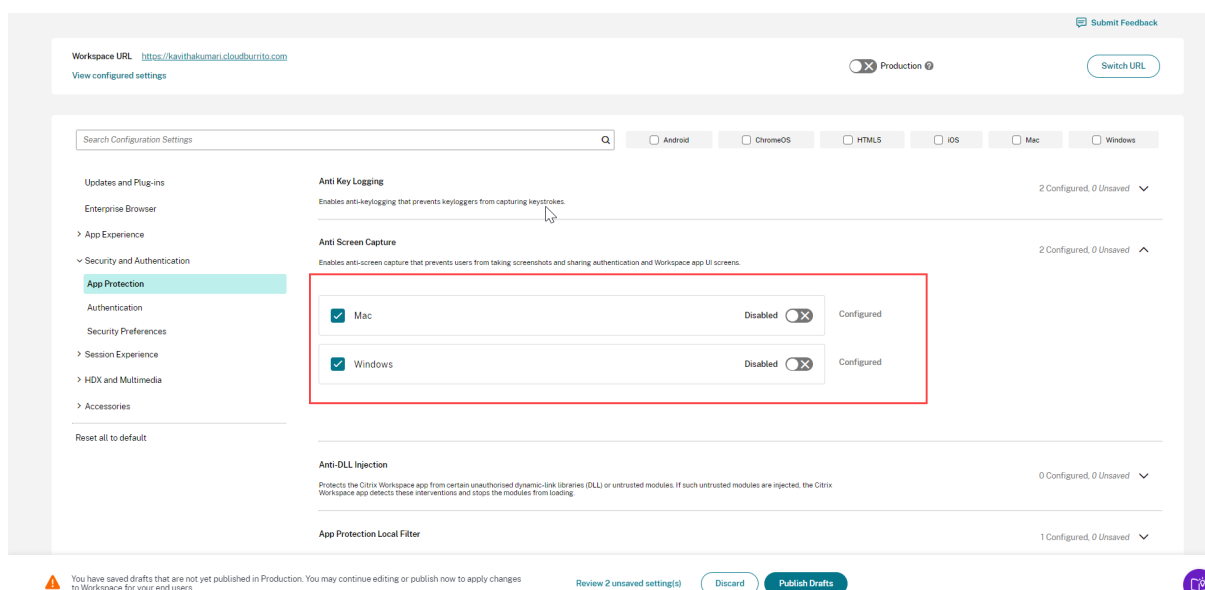 Submit Feedback
Workspace URL https://kavithakumari.cloudburrito.com
Production
Switch URL
View configured settings
Search Configuration Settings
Android
ChromeOS
HTML5
iOS
Mac
Windows
Updates and Plug-ins
Enterprise Browser
App Experience
Security and Authentication
App Protection
Authentication
Security Preferences
Session Experience
HDX and Multimedia
Accessories
Reset all to default
Anti Key Logging
Enables anti-keylogging that prevents keyloggers from capturing keystrokes.
2 Configured, 0 Unsaved
Anti Screen Capture
Enables anti-screen capture that prevents users from taking screenshots and sharing authentication and Workspace app UI screens.
2 Configured, 0 Unsaved
Mac
Disabled
Configured
Windows
Disabled
Configured
Anti-DLL Injection
Protects the Citrix Workspace app from certain unauthorised dynamic-link libraries (DLL) or untrusted modules. If such untrusted modules are injected, the Citrix
Workspace app detects these interventions and stops the modules from loading.
0 Configured, 0 Unsaved
App Protection Local Filter
1 Configured, 0 Unsaved
You have saved drafts that are not yet published in Production. You may continue editing or publish now to apply changes
to Workspace for your end users.
Review 2 unsaved setting(s)
Discard
Publish Drafts